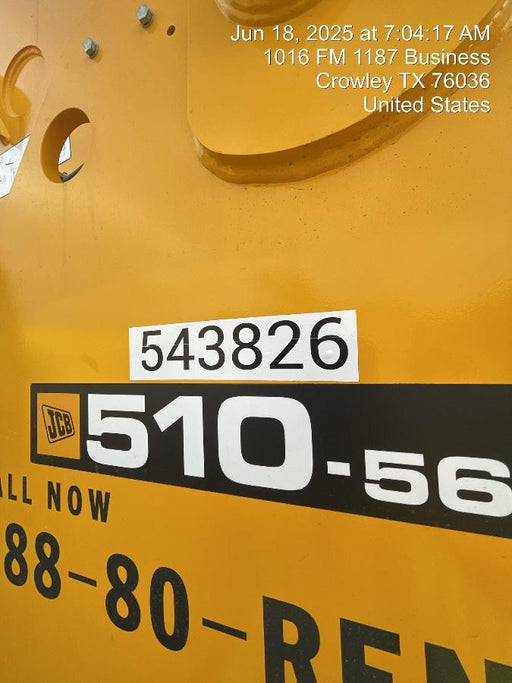 Jun 18, 2025 at 7:04:17 AM
1016 FM 1187 Business
Crowley TX 76036
United States
543826
JCB 510-56
ALL NOW
88-80-REN